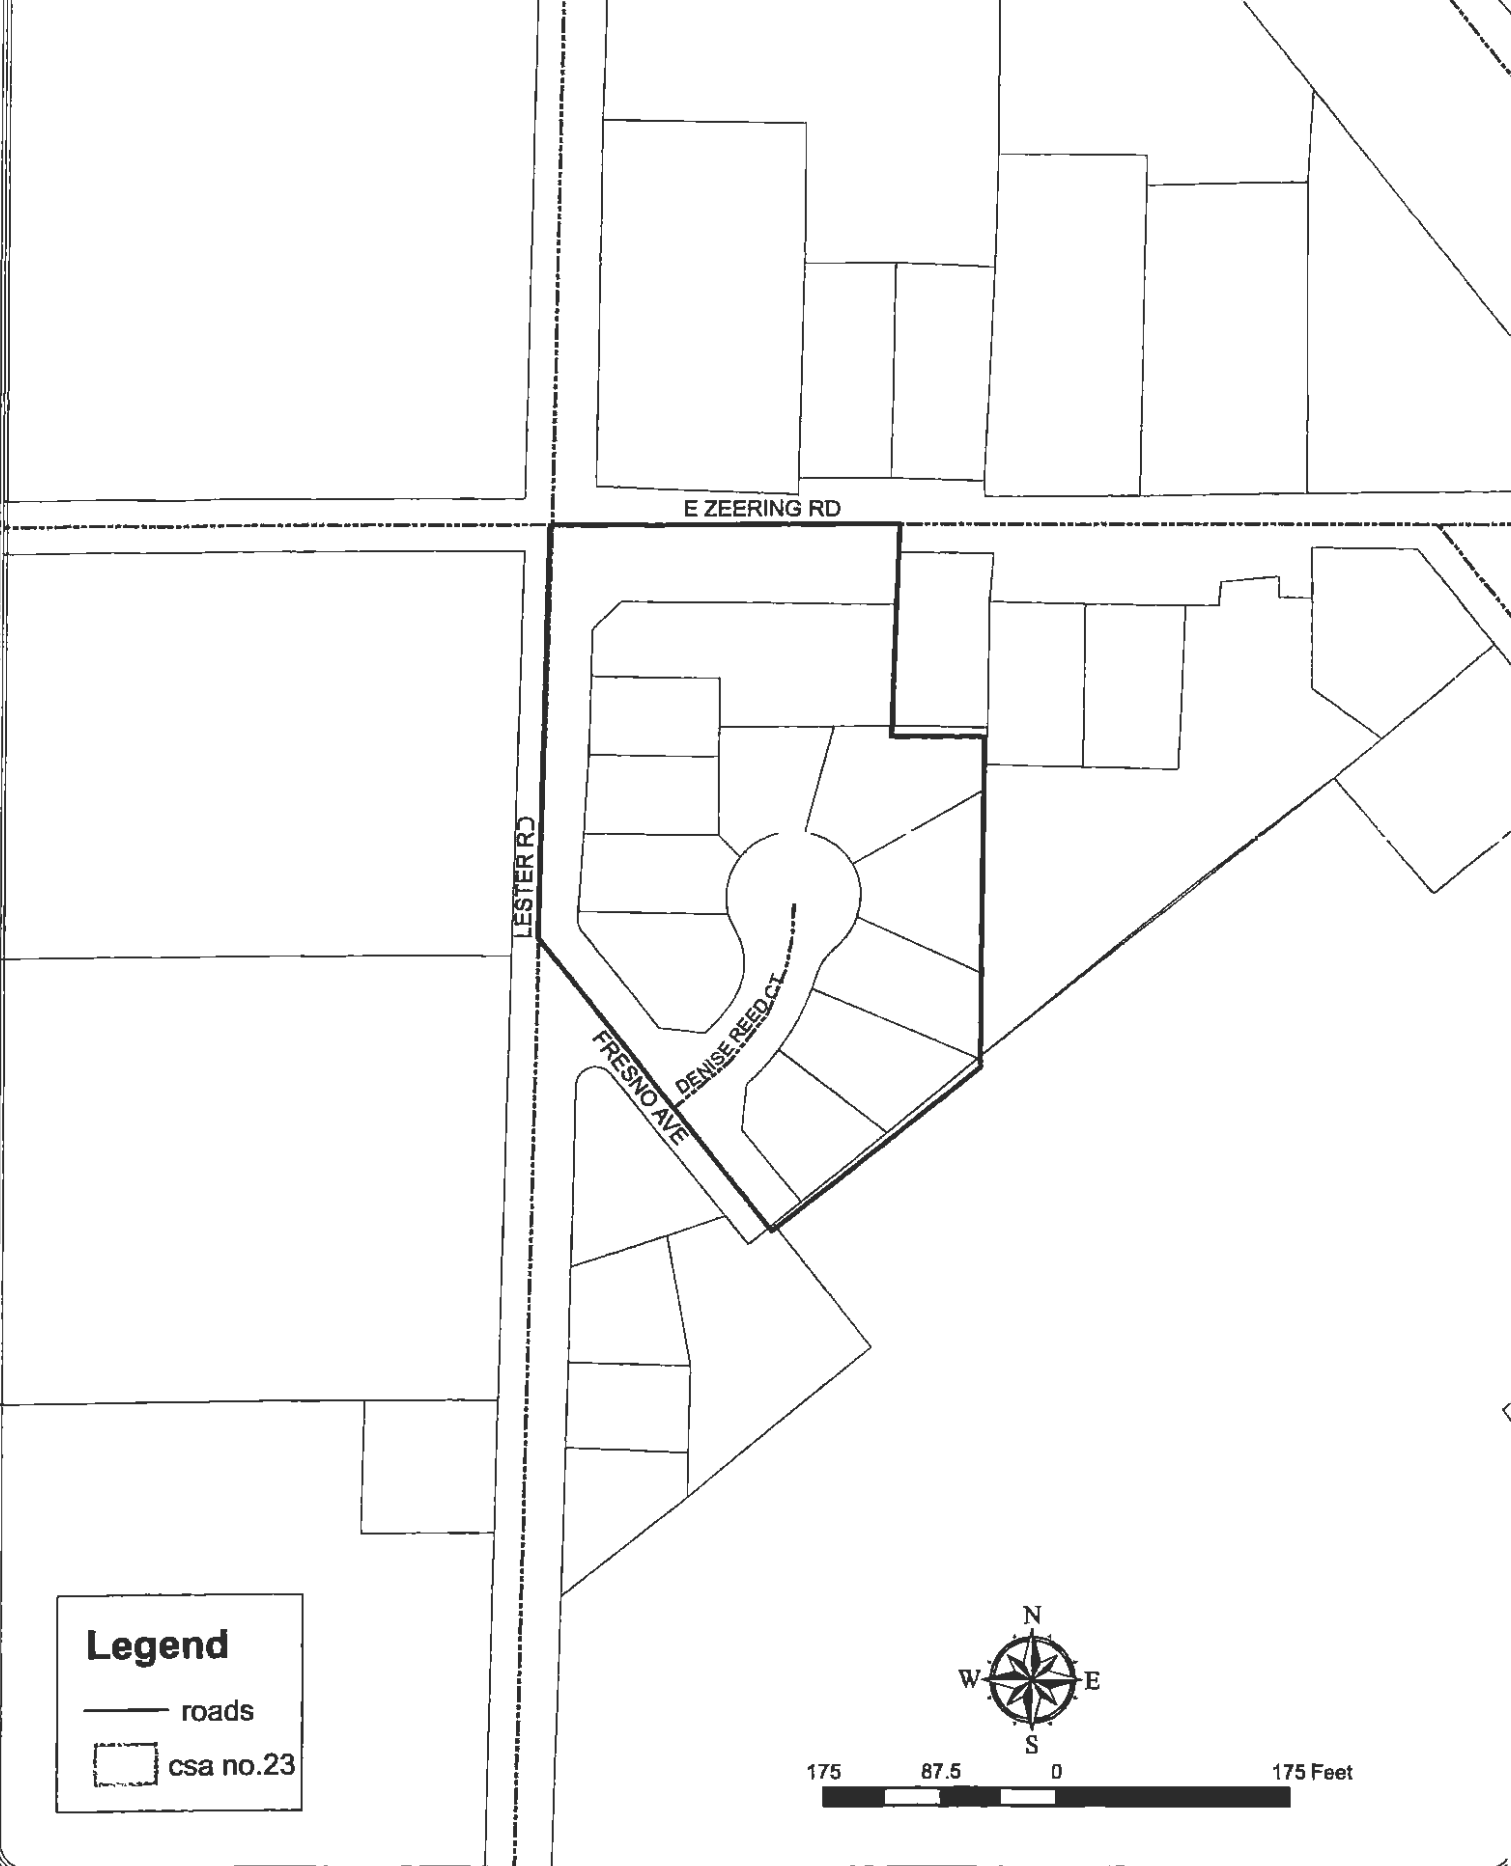 E ZEERING RD
LESTER RD
DENISE REED CT
FRESNO AVE
Legend
roads
csa no.23
N
W E
S
175 87.5 0 175 Feet